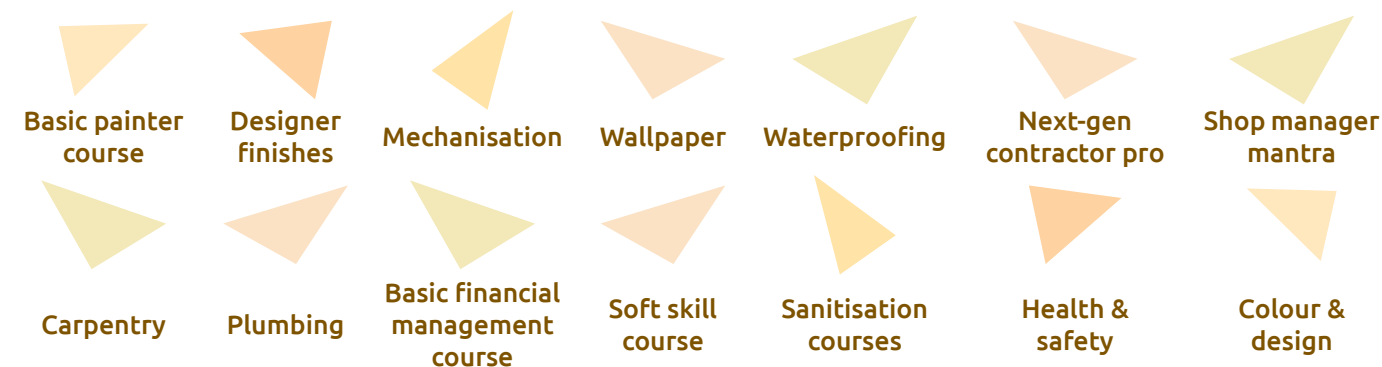 Basic painter
course
Designer
finishes
Mechanisation
Wallpaper
Waterproofing
Next-gen
contractor pro
Shop manager
mantra
Carpentry
Plumbing
Basic financial
management
course
Soft skill
course
Sanitisation
courses
Health &
safety
Colour &
design